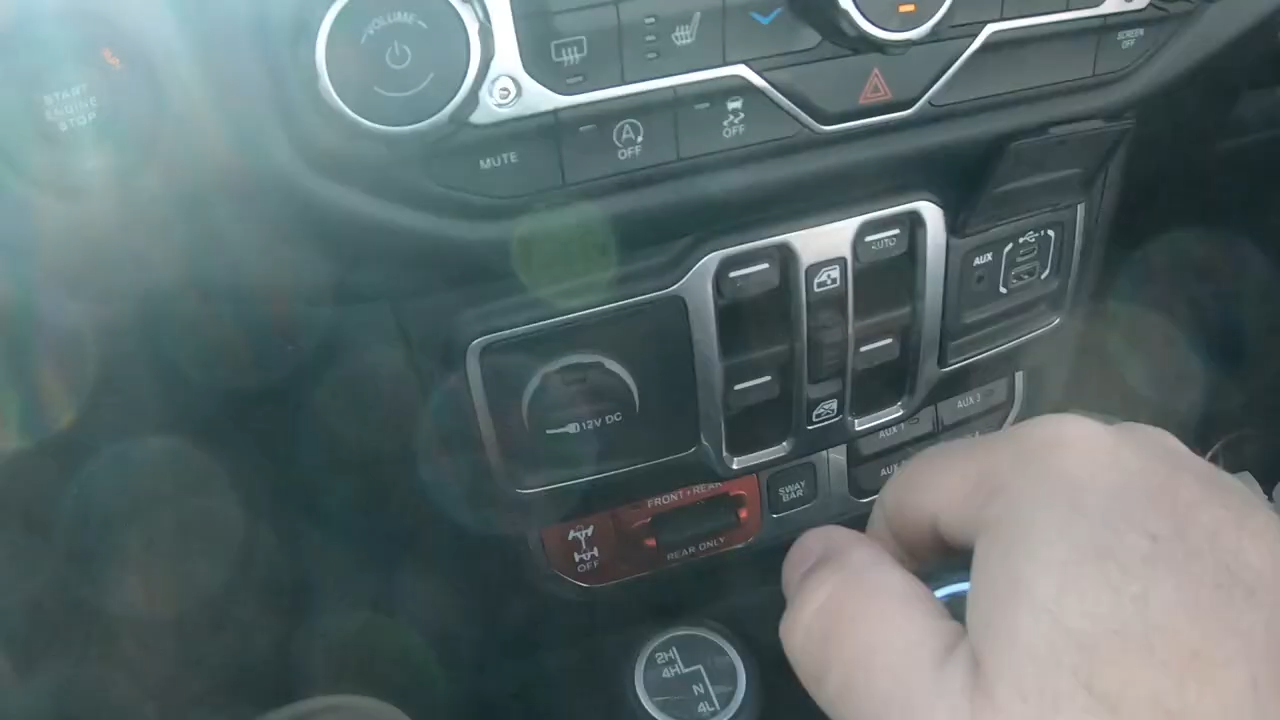 VOLUME
START
ENGINE
STOP
MUTE
A
OFF
OFF
SCREEN
OFF
AUTO
AUX
12V DC
AUX 1
AUX 3
AUX
SWAY
BAR
FRONT+REAR
REAR ONLY
OFF
2H
4H
N
4L